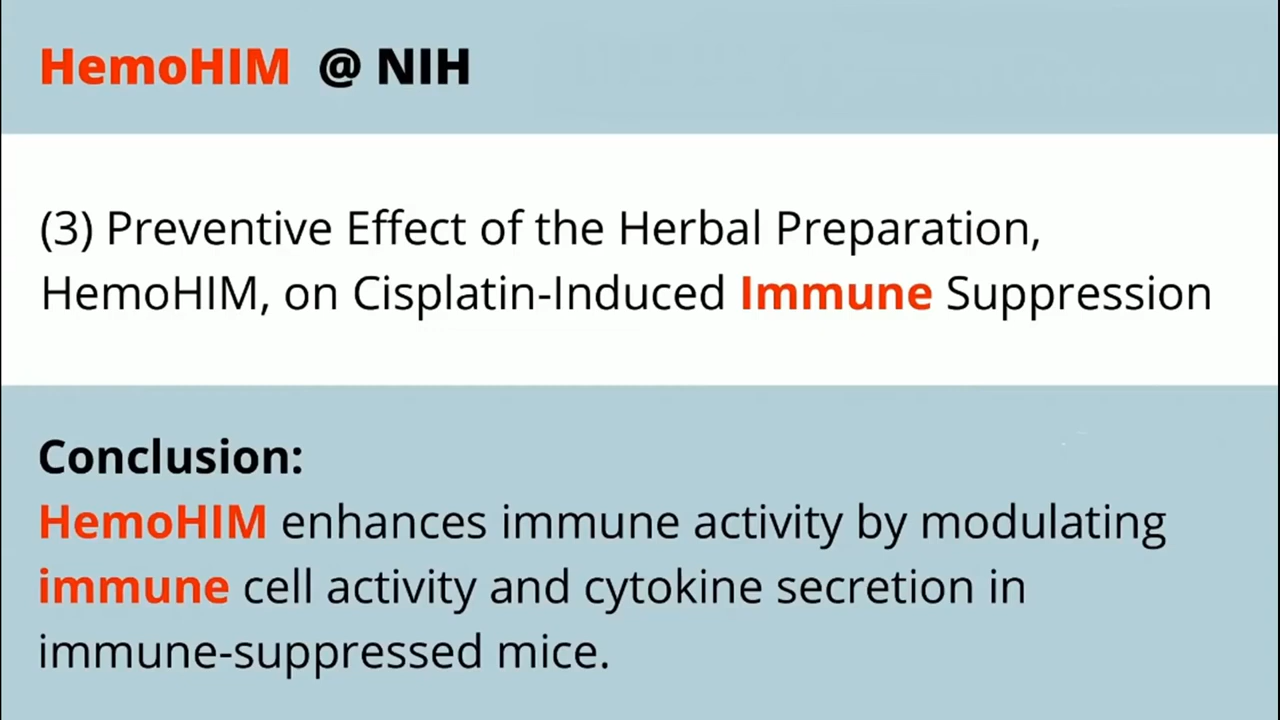 HemoHIM @ NIH
(3) Preventive Effect of the Herbal Preparation,
HemoHIM, on Cisplatin-Induced Immune Suppression
Conclusion:
HemoHIM enhances immune activity by modulating
immune cell activity and cytokine secretion in
immune-suppressed mice.